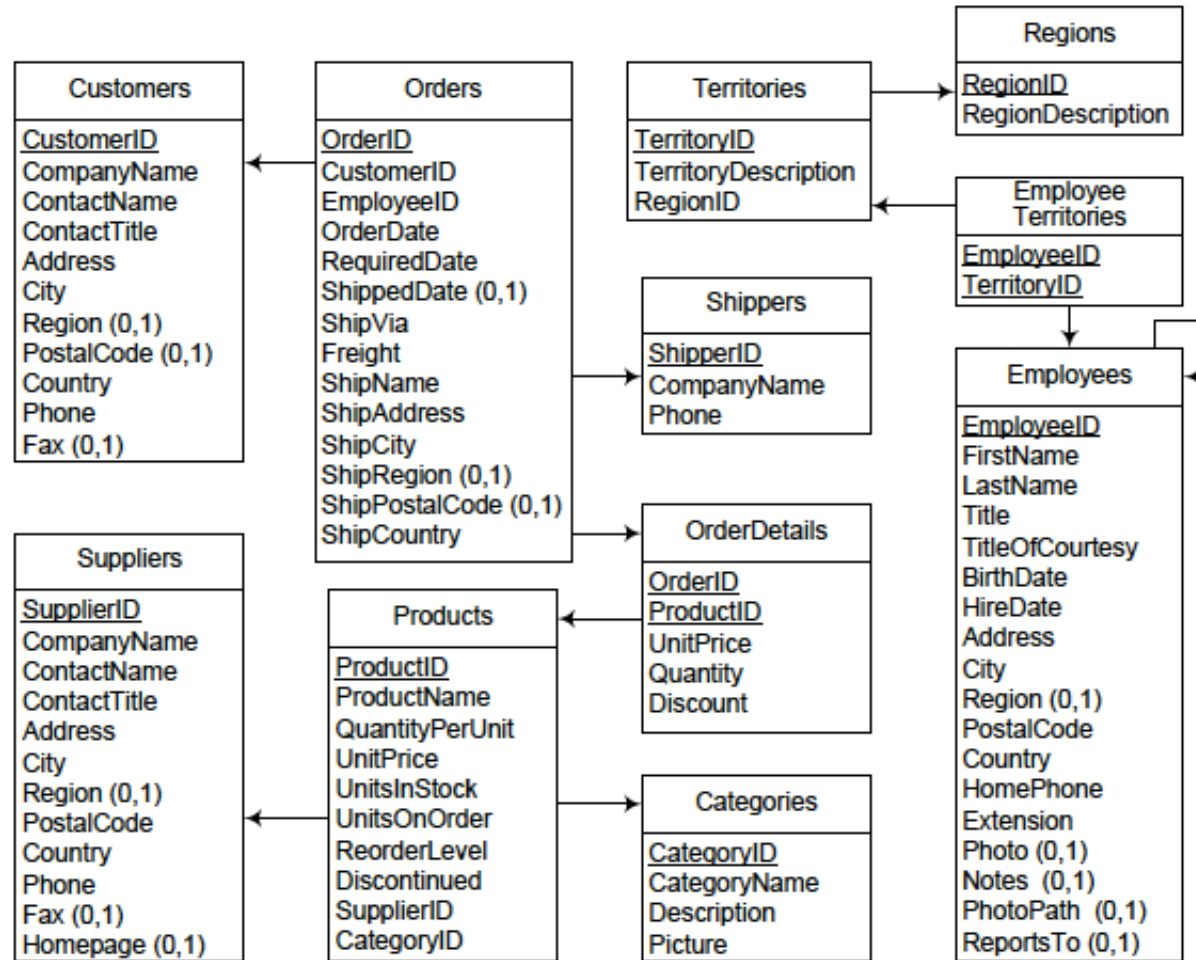 Customers
CustomerID
CompanyName
ContactName
ContactTitle
Address
City
Region (0,1)
PostalCode (0,1)
Country
Phone
Fax (0,1)
Orders
OrderID
CustomerID
EmployeeID
OrderDate
RequiredDate
ShippedDate (0,1)
ShipVia
Freight
ShipName
ShipAddress
ShipCity
ShipRegion (0,1)
ShipPostalCode (0,1)
ShipCountry
Territories
TerritoryID
TerritoryDescription
RegionID
Regions
RegionID
RegionDescription
Employee
Territories
EmployeeID
TerritoryID
Shippers
ShipperID
CompanyName
Phone
Employees
EmployeeID
FirstName
LastName
Title
TitleOfCourtesy
BirthDate
HireDate
Address
City
Region (0,1)
PostalCode
Country
HomePhone
Extension
Photo (0,1)
Notes (0,1)
PhotoPath (0,1)
ReportsTo (0,1)
Suppliers
SupplierID
CompanyName
ContactName
ContactTitle
Address
City
Region (0,1)
PostalCode
Country
Phone
Fax (0,1)
Homepage (0,1)
Products
ProductID
ProductName
QuantityPerUnit
UnitPrice
UnitsInStock
UnitsOnOrder
ReorderLevel
Discontinued
SupplierID
CategoryID
OrderDetails
OrderID
ProductID
UnitPrice
Quantity
Discount
Categories
CategoryID
CategoryName
Description
Picture